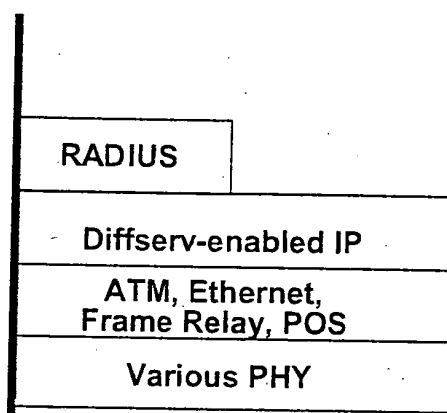 RADIUS
Diffserv-enabled IP
ATM, Ethernet,
Frame Relay, POS
Various PHY